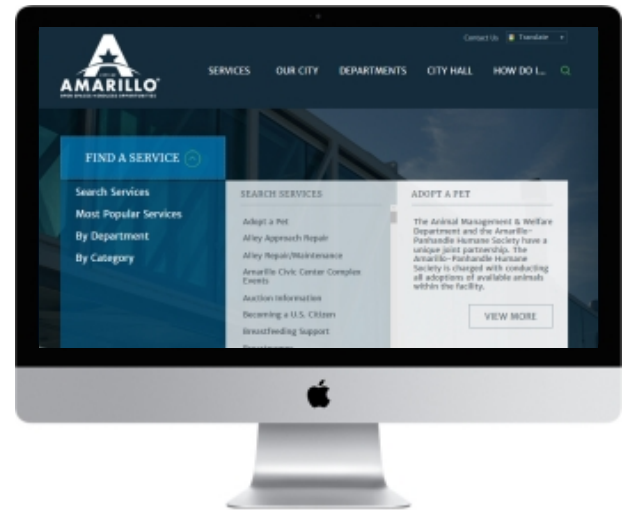 Contact Us
Translate
AMARILLO
SERVICES
OUR CITY
DEPARTMENTS
CITY HALL
HOW DO I...
FIND A SERVICE
Search Services
Most Popular Services
By Department
By Category
SEARCH SERVICES
Adopt a Pet
Alley Approach Repair
Alley Repair/Maintenance
Amarillo Civic Center Complex
Events
Auction Information
Becoming a U.S. Citizen
Breastfeeding Support
ADOPT A PET
The Animal Management & Welfare
Department and the Amarillo-
Panhandle Humane Society have a
unique joint partnership. The
Amarillo-Panhandle Humane
Society is charged with conducting
all adoptions of available animals
within the facility.
VIEW MORE